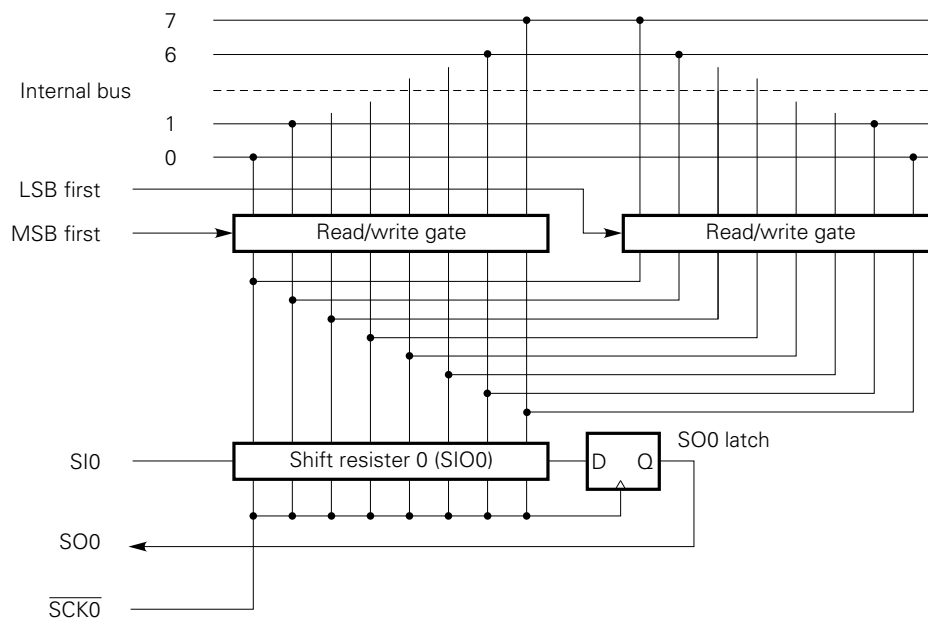 7
6
Internal bus
1
0
LSB first
MSB first
Read/write gate
Read/write gate
SO0 latch
SI0
Shift resister 0 (SIO0)
D Q
SO0
SCK0